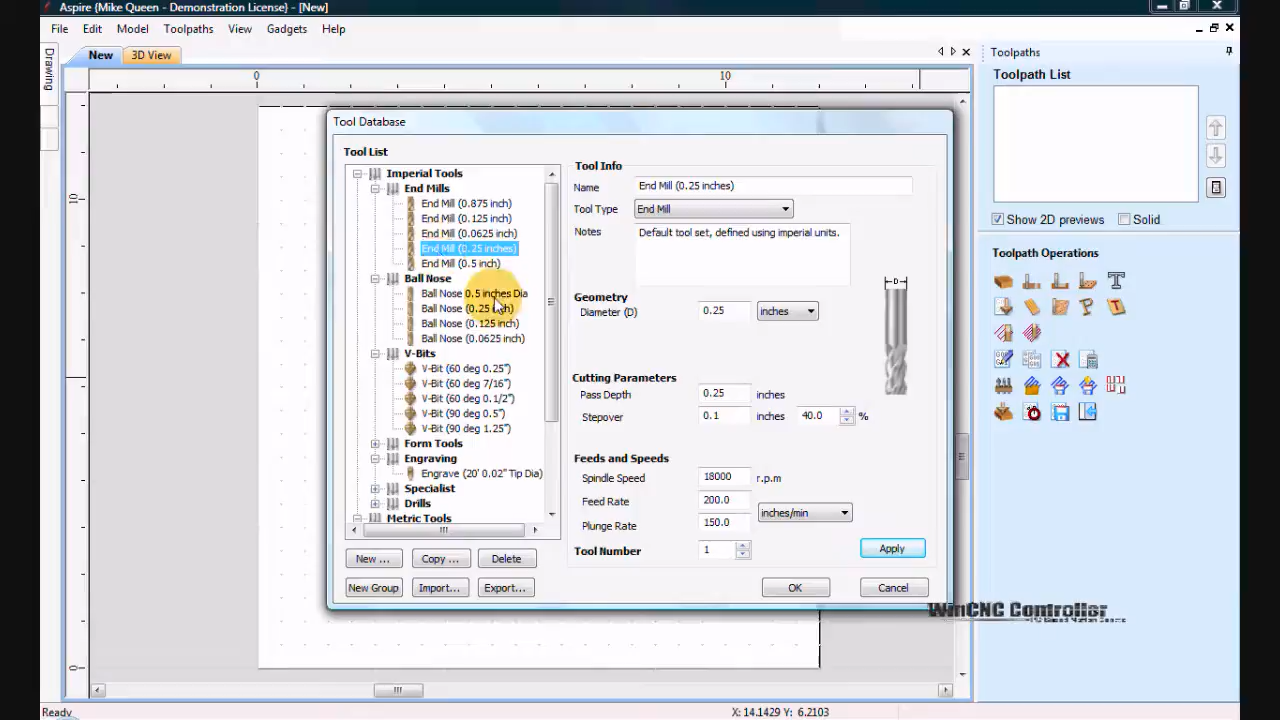 Aspire {Mike Queen - Demonstration License} - [New]
File Edit Model Toolpaths View Gadgets Help
New 3D View
Drawing
0 10
10
0
Tool Database
Tool List
Imperial Tools
End Mills
End Mill (0.875 inch)
End Mill (0.125 inch)
End Mill (0.0625 inch)
End Mill (0.25 inches)
End Mill (0.5 inch)
Ball Nose
Ball Nose 0.5 inches Dia
Ball Nose (0.25 inch)
Ball Nose (0.125 inch)
Ball Nose (0.0625 inch)
V-Bits
V-Bit (60 deg 0.25")
V-Bit (60 deg 7/16")
V-Bit (60 deg 0.1/2")
V-Bit (90 deg 0.5")
V-Bit (90 deg 1.25")
Form Tools
Engraving
Engrave (20' 0.02" Tip Dia)
Specialist
Drills
Metric Tools
New ... Copy ... Delete
New Group Import... Export...
Tool Info
Name End Mill (0.25 inches)
Tool Type End Mill
Notes Default tool set, defined using imperial units.
Geometry
Diameter (D) 0.25 inches
D
Cutting Parameters
Pass Depth 0.25 inches
Stepover 0.1 inches 40.0 %
Feeds and Speeds
Spindle Speed 18000 r.p.m
Feed Rate 200.0
inches/min
Plunge Rate 150.0
Tool Number 1
Apply
OK Cancel
Toolpaths
Toolpath List
Show 2D previews Solid
Toolpath Operations
WinCNC Controller
Ready
X: 14.1429 Y: 6.2103